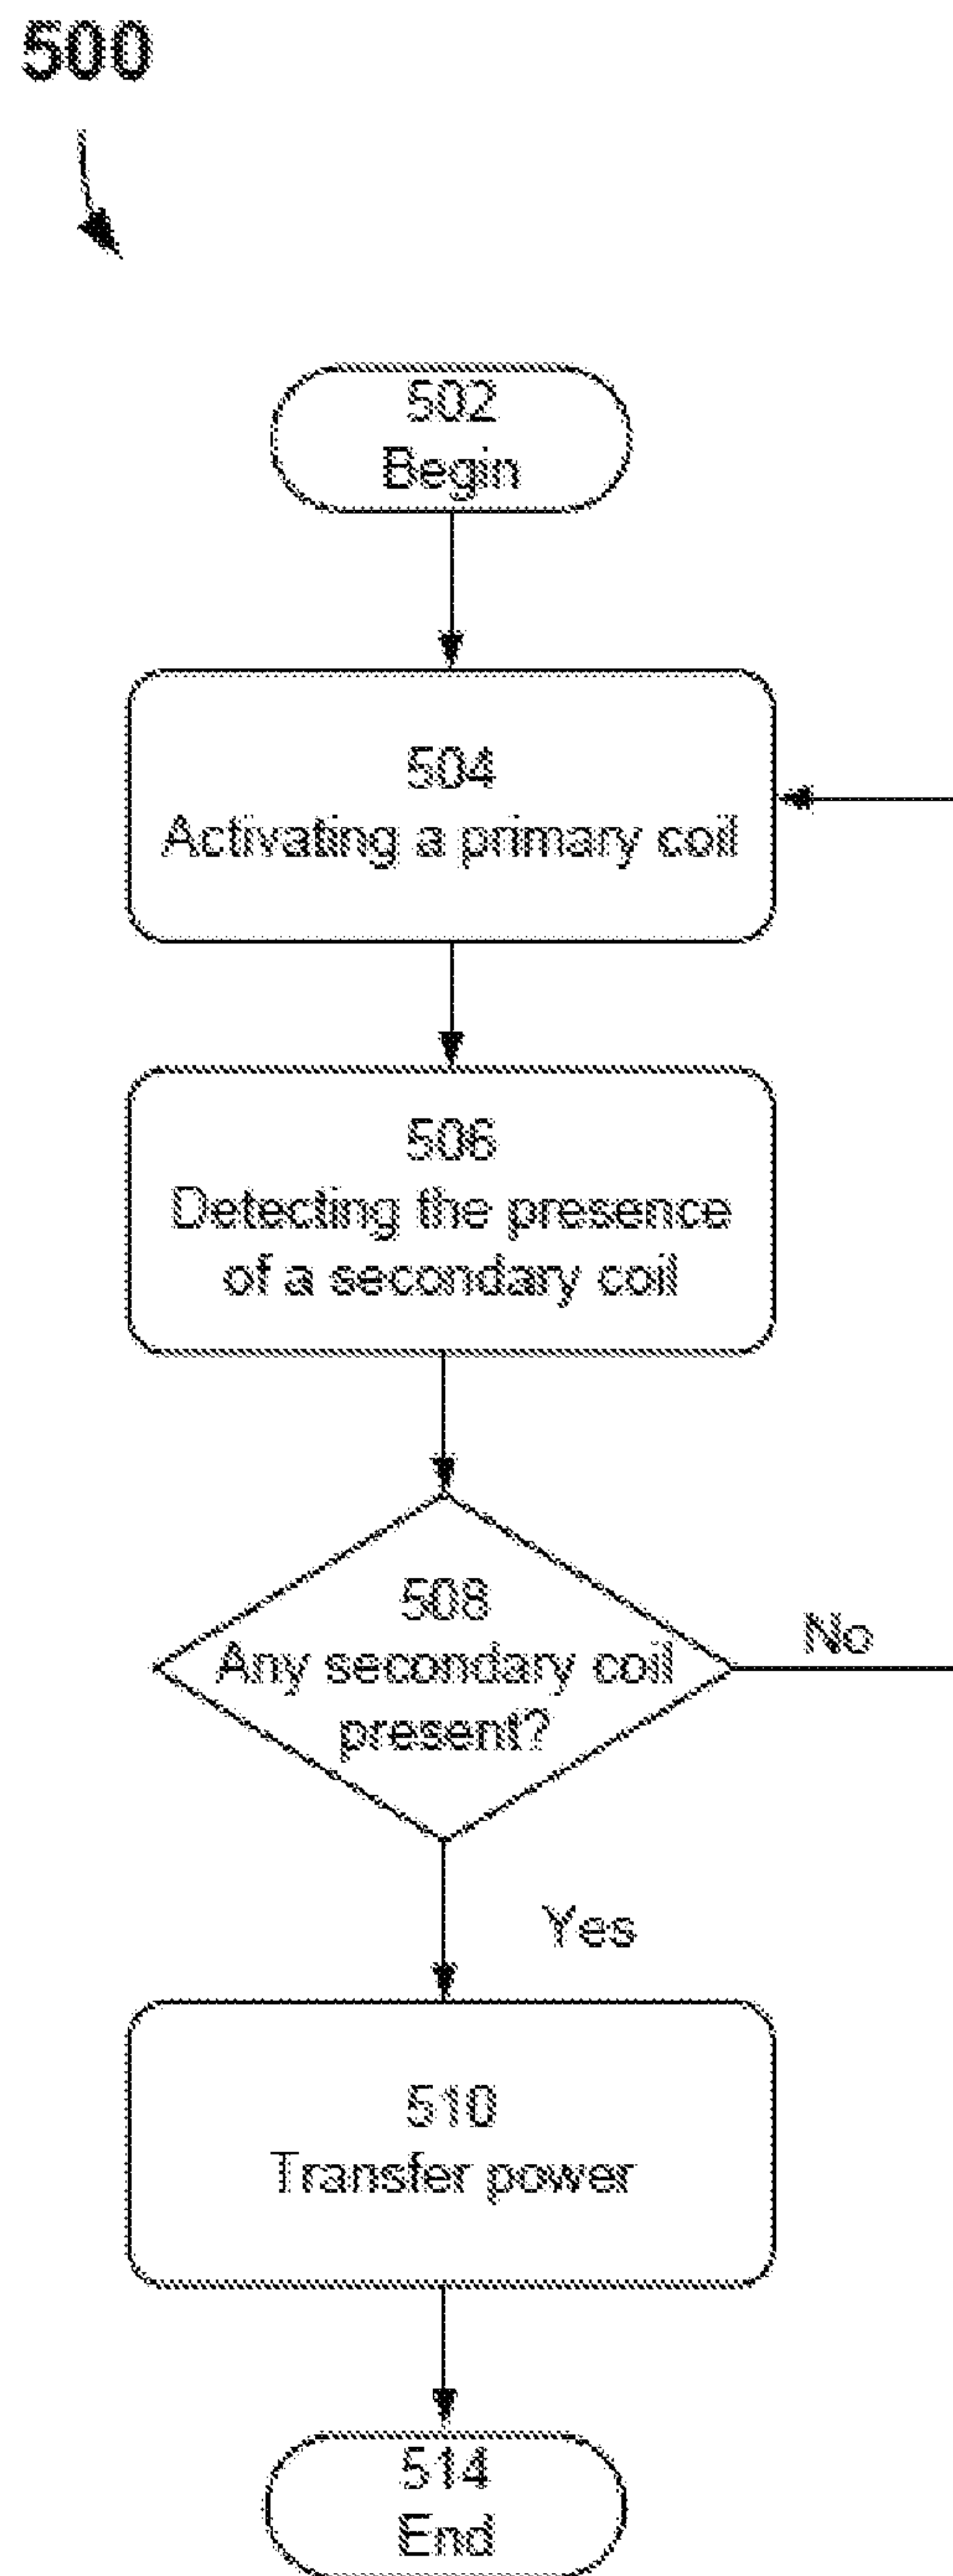 500
502
Begin
504
Activating a primary coil
506
Detecting the presence
of a secondary coil
508
Any secondary coil
present?
No
Yes
510
Transfer power
514
End